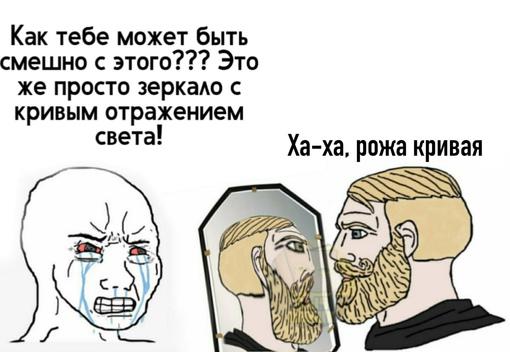 Как тебе может быть
смешно с этого??? Это
же просто зеркало с
кривым отражением
света!
Ха-ха, рожа кривая